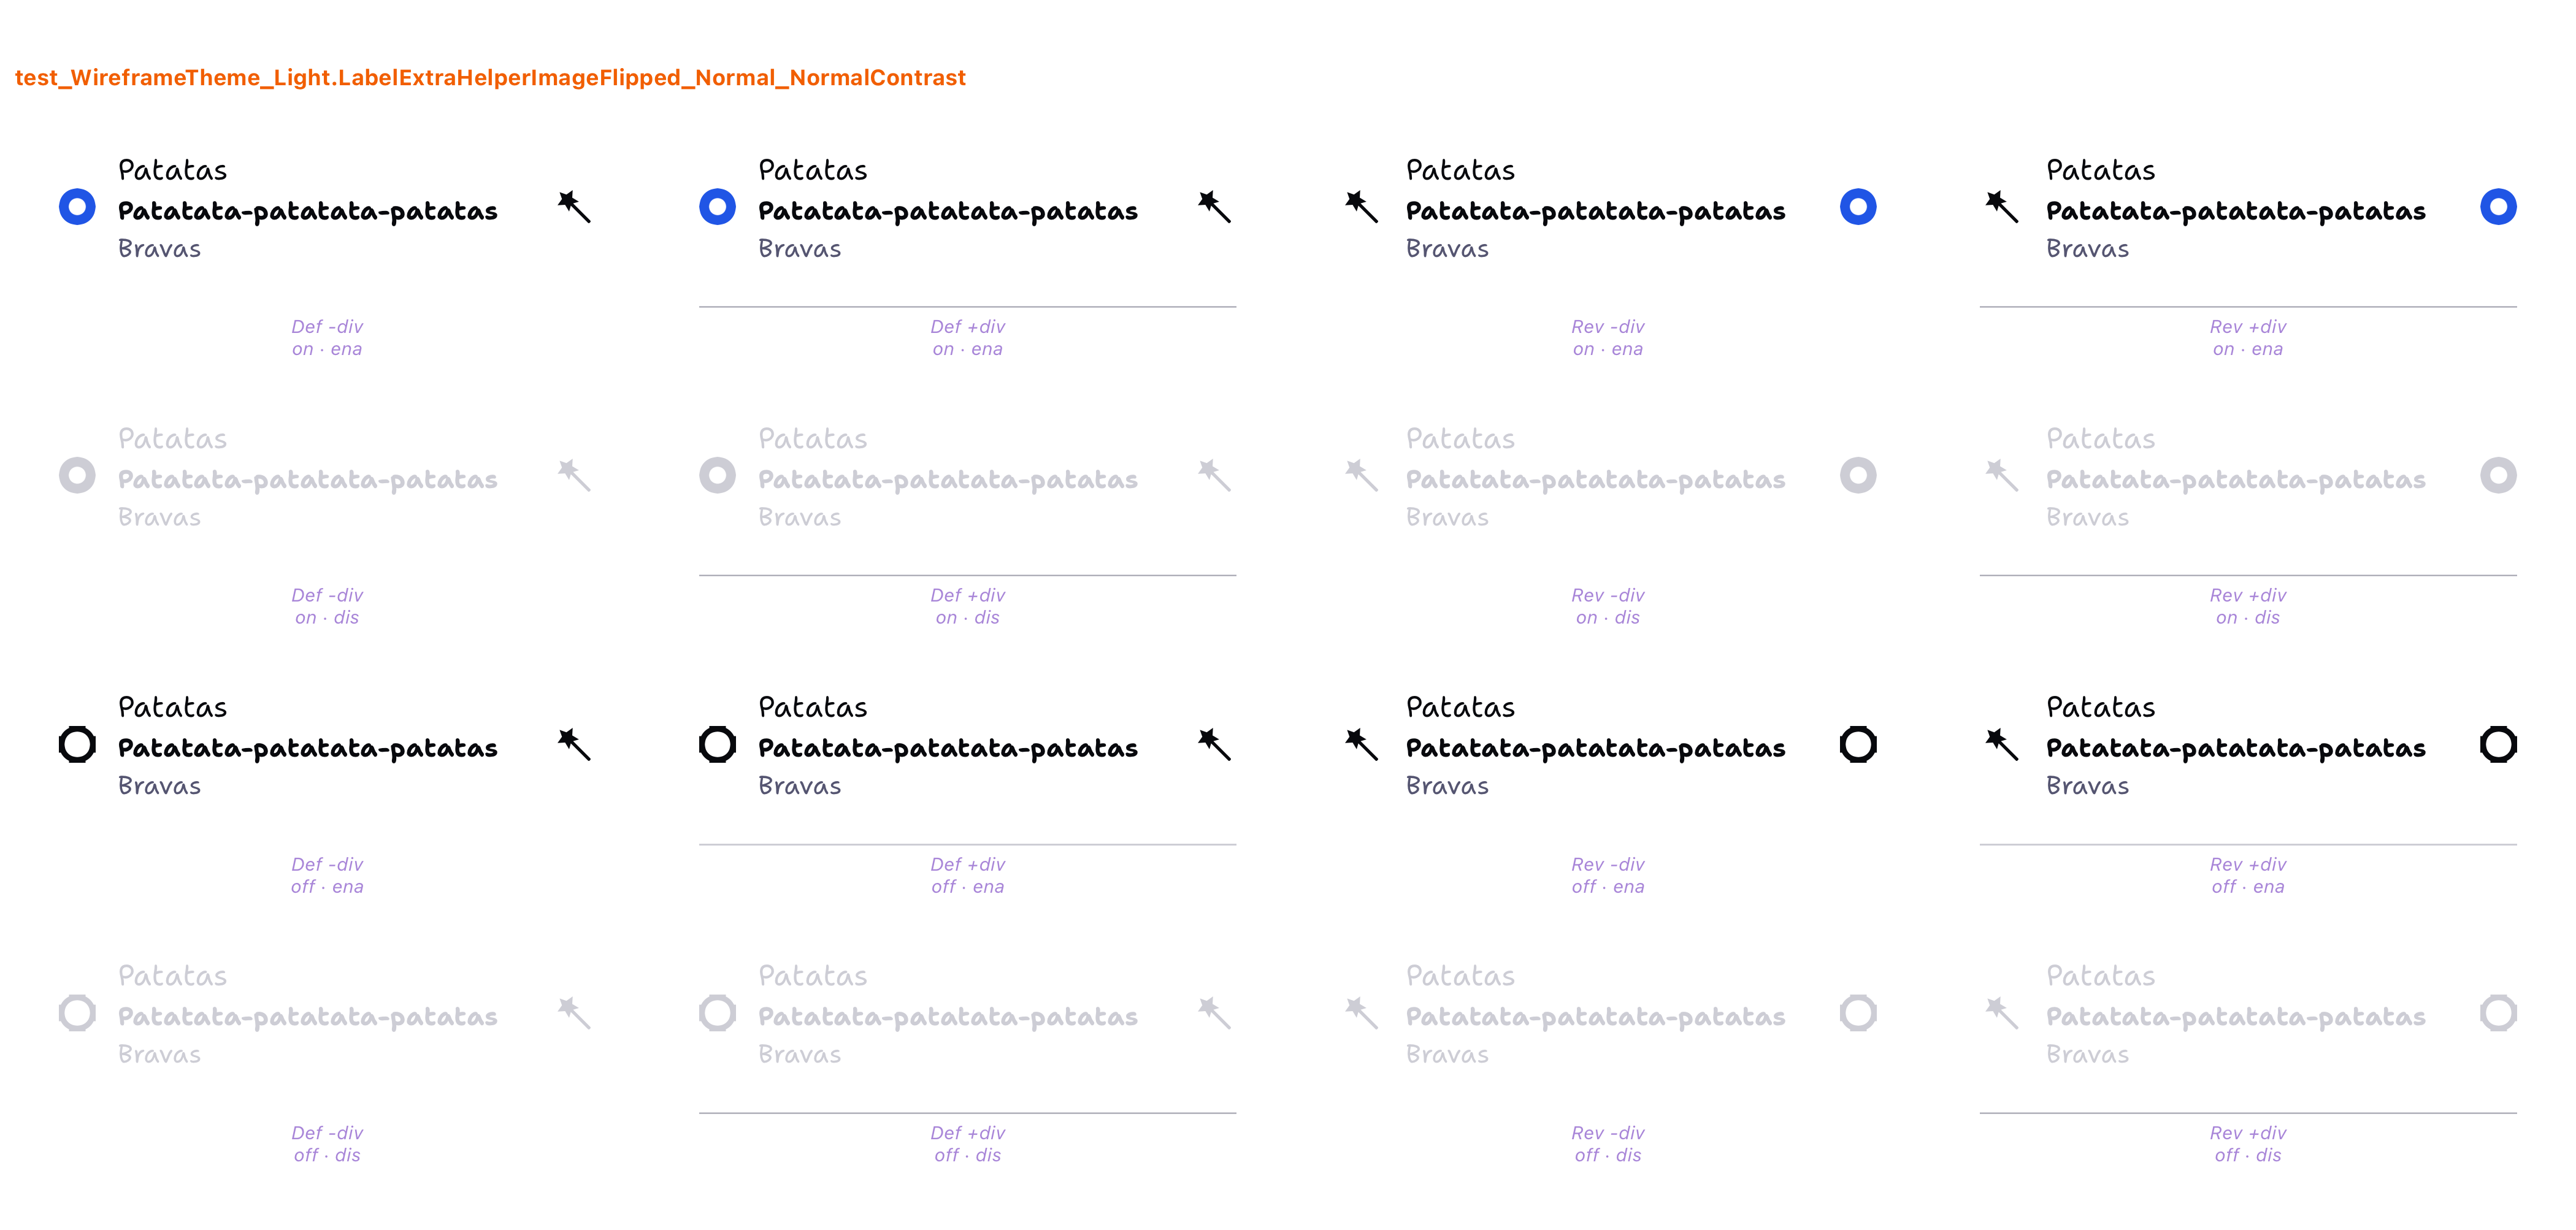 test_WireframeTheme_Light.LabelExtraHelperImageFlipped_Normal_NormalContrast
Patatas
Patatata-patatata-patatas
Bravas
Def -div
on · ena
Patatas
Patatata-patatata-patatas
Bravas
Def +div
on · ena
Patatas
Patatata-patatata-patatas
Bravas
Rev -div
on · ena
Patatas
Patatata-patatata-patatas
Bravas
Rev +div
on · ena
Patatas
Patatata-patatata-patatas
Bravas
Def -div
on · dis
Patatas
Patatata-patatata-patatas
Bravas
Def +div
on · dis
Patatas
Patatata-patatata-patatas
Bravas
Rev -div
on · dis
Patatas
Patatata-patatata-patatas
Bravas
Rev +div
on · dis
Patatas
Patatata-patatata-patatas
Bravas
Def -div
off · ena
Patatas
Patatata-patatata-patatas
Bravas
Def +div
off · ena
Patatas
Patatata-patatata-patatas
Bravas
Rev -div
off · ena
Patatas
Patatata-patatata-patatas
Bravas
Rev +div
off · ena
Patatas
Patatata-patatata-patatas
Bravas
Def -div
off · dis
Patatas
Patatata-patatata-patatas
Bravas
Def +div
off · dis
Patatas
Patatata-patatata-patatas
Bravas
Rev -div
off · dis
Patatas
Patatata-patatata-patatas
Bravas
Rev +div
off · dis